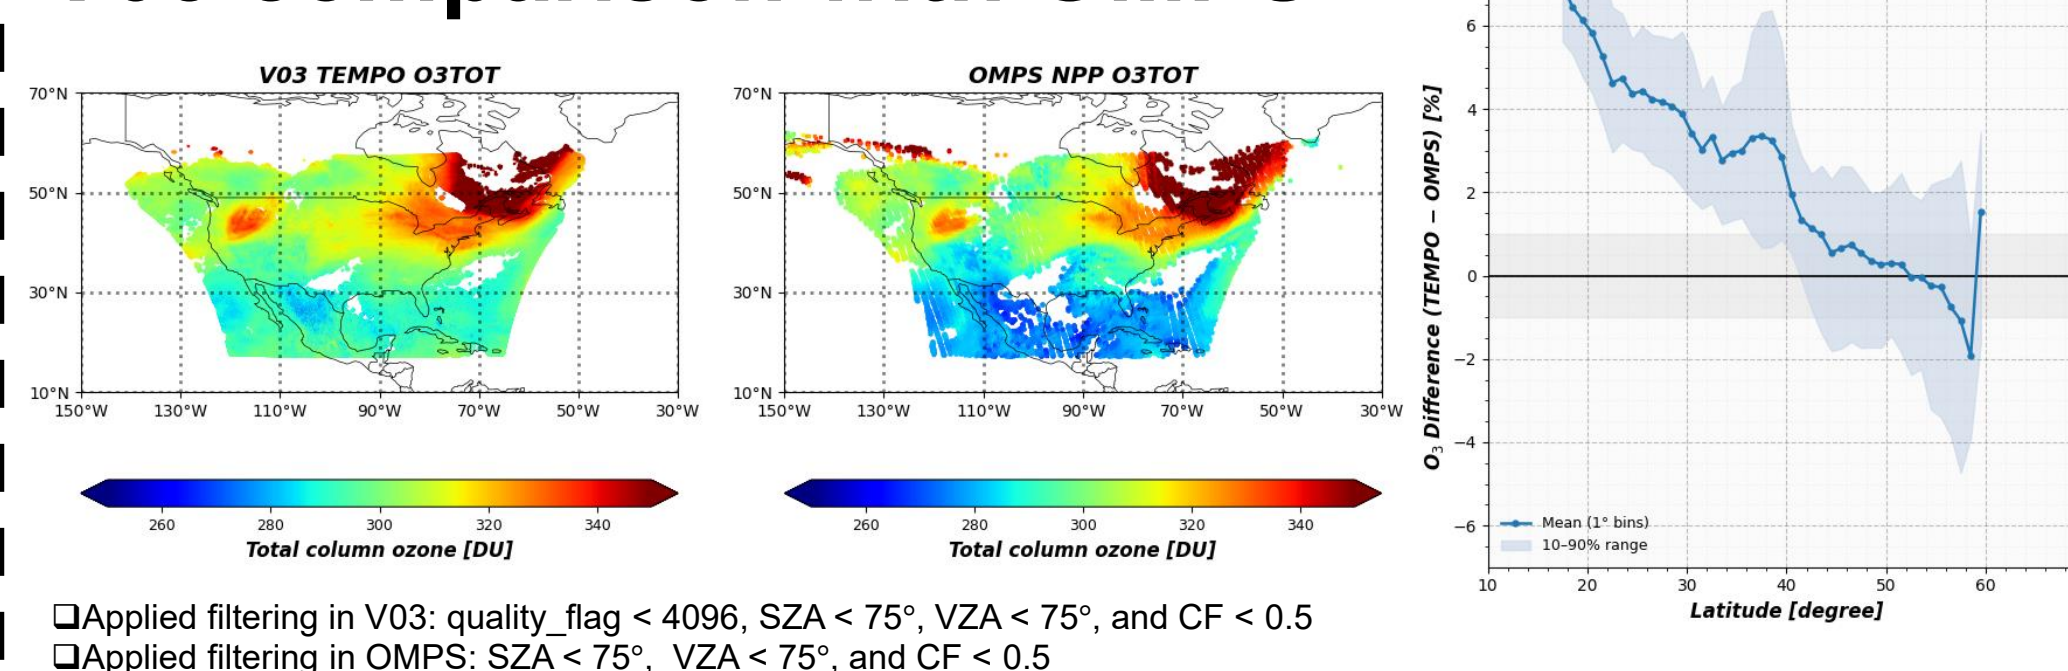 V03 TEMPO O3TOT
70°N
50°N
30°N
10°N
150°W 130°W 110°W 90°W 70°W 50°W 30°W
260 280 300 320 340
Total column ozone [DU]
OMPS NPP O3TOT
70°N
50°N
30°N
10°N
150°W 130°W 110°W 90°W 70°W 50°W 30°W
260 280 300 320 340
Total column ozone [DU]
O₃ Difference (TEMPO − OMPS) [%]
6
4
2
0
−2
−4
−6
Mean (1° bins)
10–90% range
10 20 30 40 50 60
Latitude [degree]
❑Applied filtering in V03: quality_flag < 4096, SZA < 75°, VZA < 75°, and CF < 0.5
❑Applied filtering in OMPS: SZA < 75°, VZA < 75°, and CF < 0.5